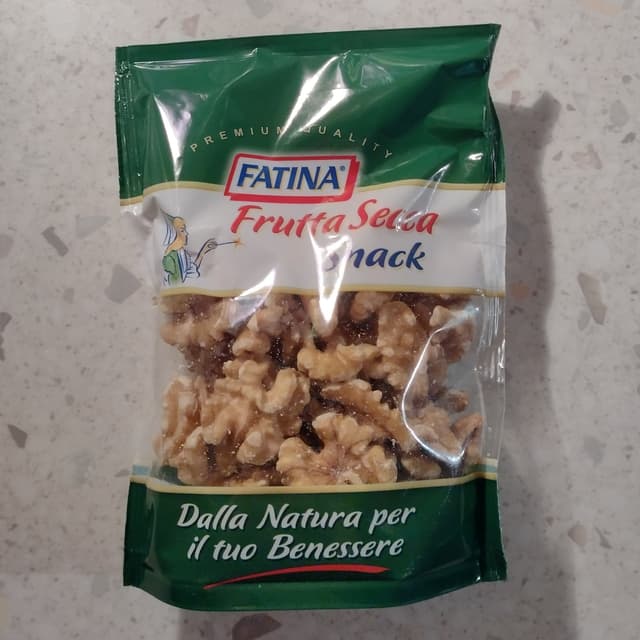 PREMIUM QUALITY
FATINA®
Frutta Secca
Snack
Dalla Natura per
il tuo Benessere